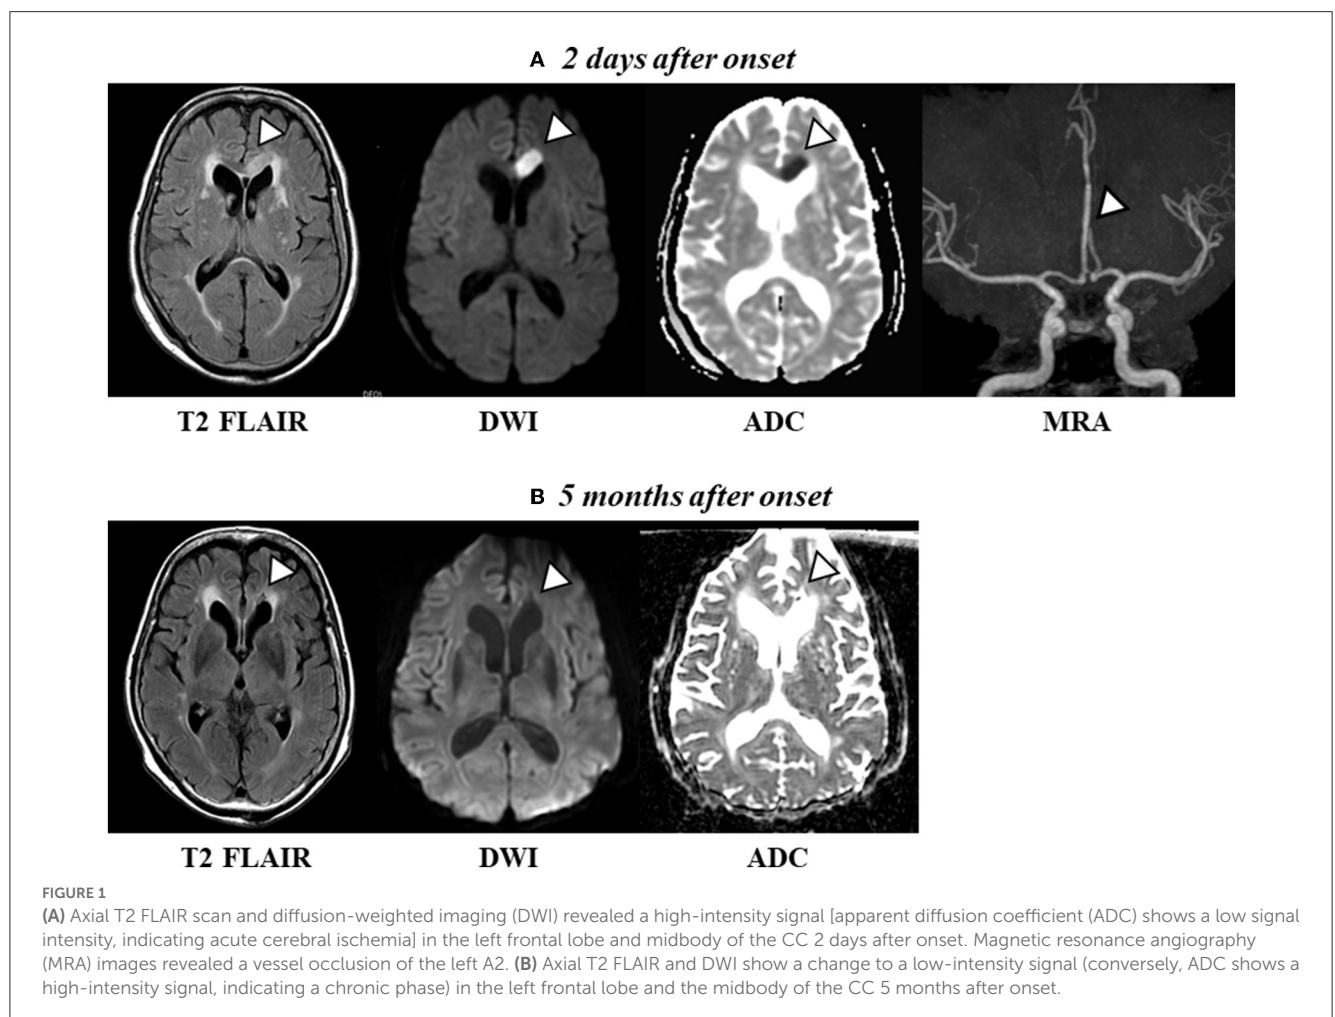 A 2 days after onset
T2 FLAIR DWI ADC MRA
B 5 months after onset
T2 FLAIR DWI ADC
FIGURE 1
(A) Axial T2 FLAIR scan and diffusion-weighted imaging (DWI) revealed a high-intensity signal [apparent diffusion coefficient (ADC) shows a low signal
intensity, indicating acute cerebral ischemia] in the left frontal lobe and midbody of the CC 2 days after onset. Magnetic resonance angiography
(MRA) images revealed a vessel occlusion of the left A2. (B) Axial T2 FLAIR and DWI show a change to a low-intensity signal (conversely, ADC shows a
high-intensity signal, indicating a chronic phase) in the left frontal lobe and the midbody of the CC 5 months after onset.